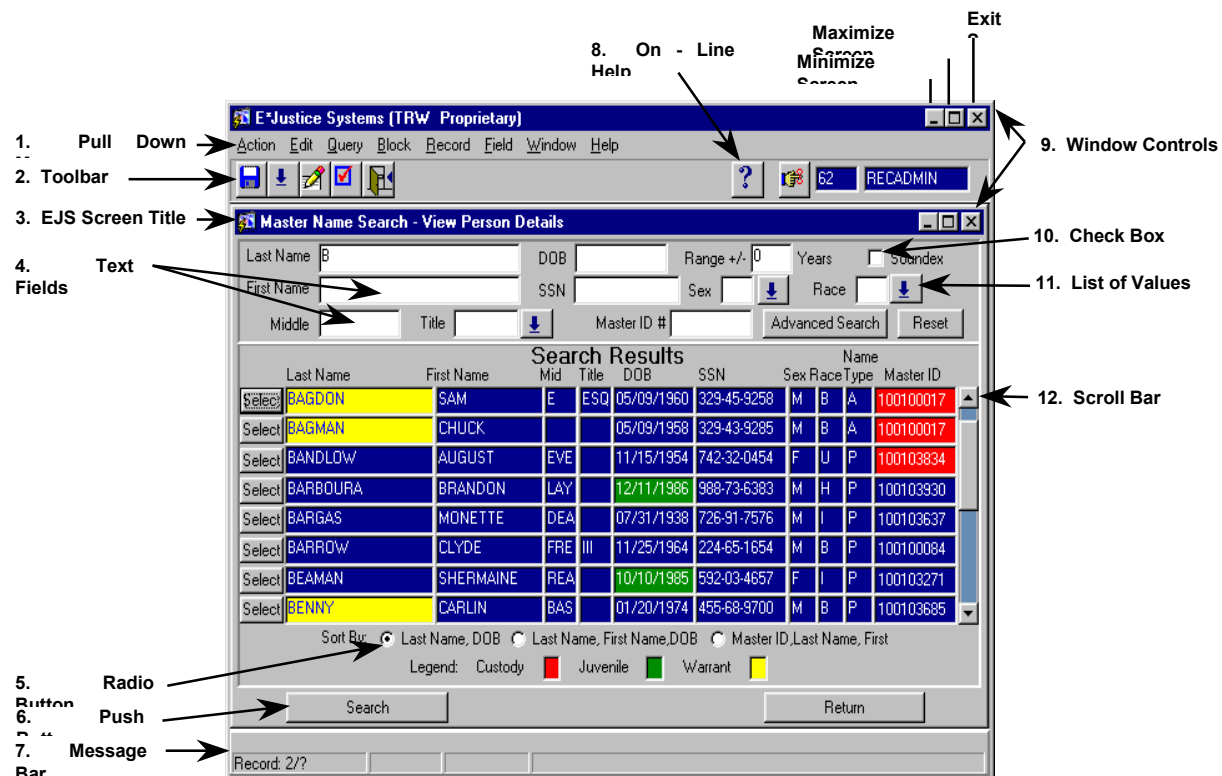 Exit
Maximize
Screen
8. On - Line
Help
Minimize
Screen
E*Justice Systems (TRW Proprietary)
1. Pull Down
Action Edit Query Block Record Field Window Help
9. Window Controls
2. Toolbar
? 62 RECADMIN
3. EJS Screen Title
Master Name Search - View Person Details
10. Check Box
Last Name B DOB Range +/- 0 Years Soundex
4. Text
Fields
First Name SSN Sex Race
11. List of Values
Middle Title Master ID # Advanced Search Reset
Search Results
Last Name First Name Mid Title DOB SSN Sex Race Name Type Master ID
Select BAGDON SAM E ESQ 05/09/1960 329-45-9258 M B A 100100017
12. Scroll Bar
Select BAGMAN CHUCK 05/09/1958 329-43-9285 M B A 100100017
Select BANDLOW AUGUST EVE 11/15/1954 742-32-0454 F U P 100103834
Select BARBOURA BRANDON LAY 12/11/1986 988-73-6383 M H P 100103930
Select BARGAS MONETTE DEA 07/31/1938 726-91-7576 M I P 100103637
Select BARROW CLYDE FRE III 11/25/1964 224-65-1654 M B P 100100084
Select BEAMAN SHERMAINE REA 10/10/1985 592-03-4657 F I P 100103271
Select BENNY CARLIN BAS 01/20/1974 455-68-9700 M B P 100103685
Sort By: Last Name, DOB Last Name, First Name,DOB Master ID,Last Name, First
Legend: Custody Juvenile Warrant
5. Radio
Button
6. Push
Search Return
7. Message
Bar
Record: 2/?